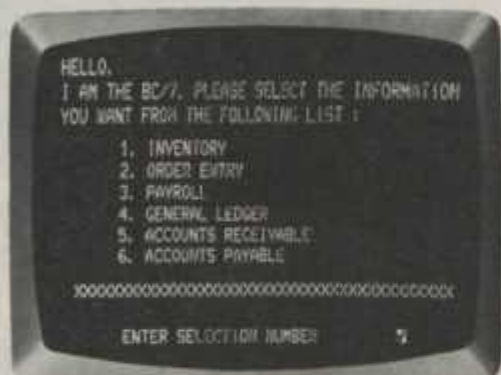 HELLO.
I AM THE BC/7. PLEASE SELECT THE INFORMATION
YOU WANT FROM THE FOLLOWING LIST :
1. INVENTORY
2. ORDER ENTRY
3. PAYROLL
4. GENERAL LEDGER
5. ACCOUNTS RECEIVABLE
6. ACCOUNTS PAYABLE
ENTER SELECTION NUMBER